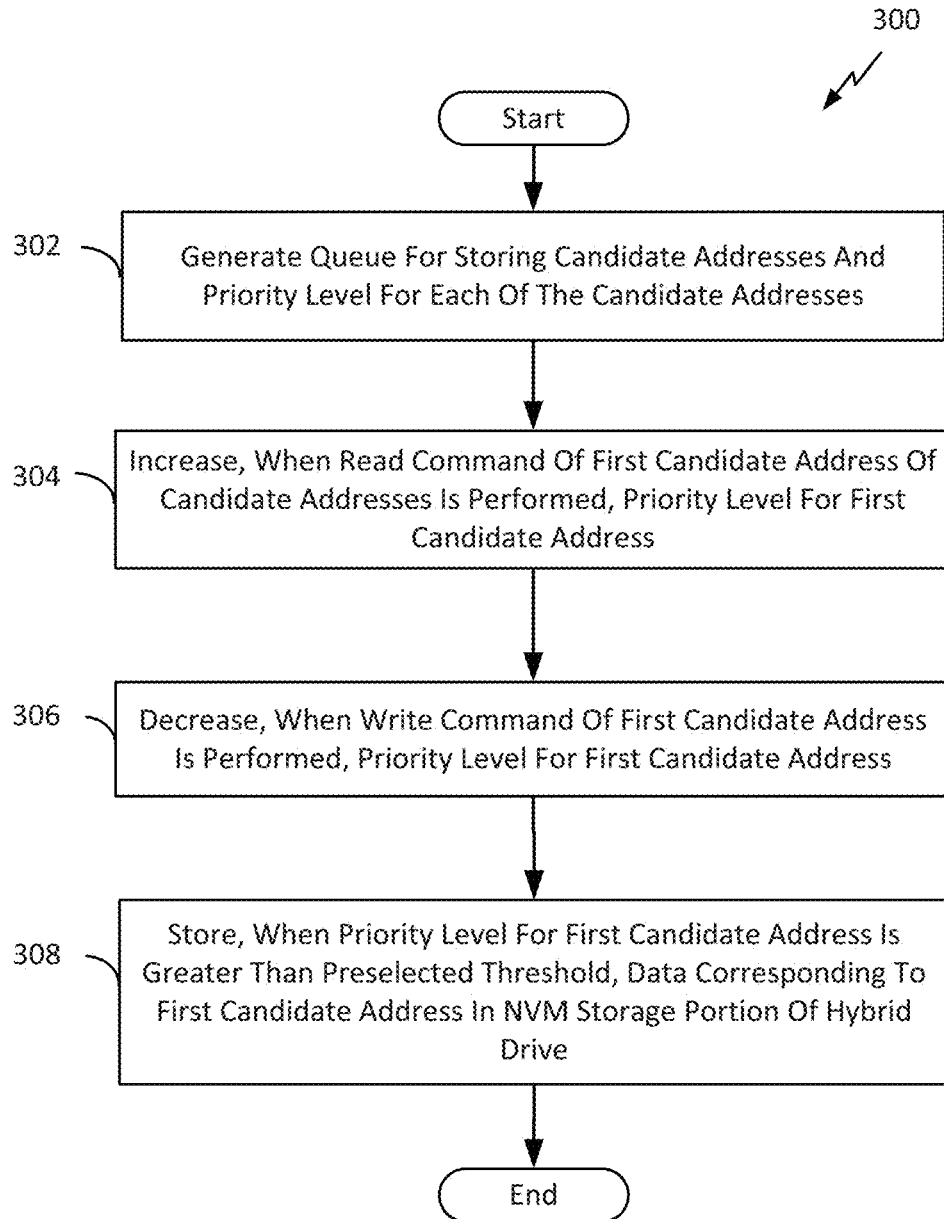 300
Start
302
Generate Queue For Storing Candidate Addresses And
Priority Level For Each Of The Candidate Addresses
304
Increase, When Read Command Of First Candidate Address Of
Candidate Addresses Is Performed, Priority Level For First
Candidate Address
306
Decrease, When Write Command Of First Candidate Address
Is Performed, Priority Level For First Candidate Address
308
Store, When Priority Level For First Candidate Address Is
Greater Than Preselected Threshold, Data Corresponding To
First Candidate Address In NVM Storage Portion Of Hybrid
Drive
End